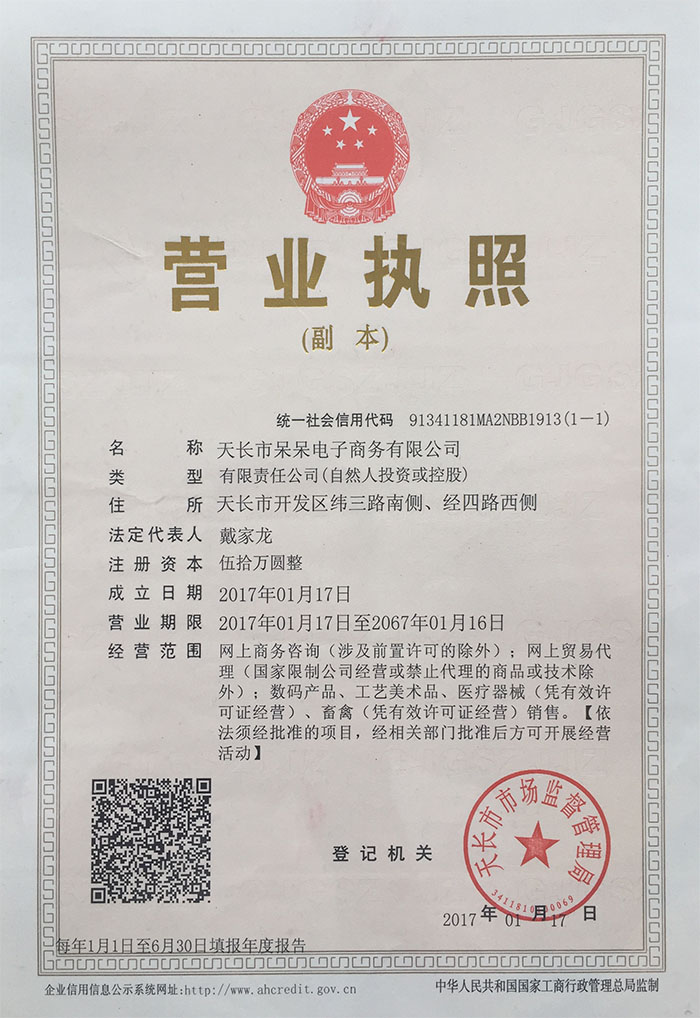 营业执照
(副本)
统一社会信用代码 91341181MA2NBB1913(1-1)
名称 天长市呆呆电子商务有限公司
类型 有限责任公司(自然人投资或控股)
住所 天长市开发区纬三路南侧、经四路西侧
法定代表人 戴家龙
注册资本 伍拾万圆整
成立日期 2017年01月17日
营业期限 2017年01月17日至2067年01月16日
经营范围 网上商务咨询（涉及前置许可的除外）；网上贸易代
理（国家限制公司经营或禁止代理的商品或技术除
外）；数码产品、工艺美术品、医疗器械（凭有效许
可证经营）、畜禽（凭有效许可证经营）销售。【依
法须经批准的项目，经相关部门批准后方可开展经营
活动】
天长市市场监督管理局
登记机关
2017年01月17日
每年1月1日至6月30日填报年度报告
企业信用信息公示系统网址:http://www.ahcredit.gov.cn
中华人民共和国国家工商行政管理总局监制